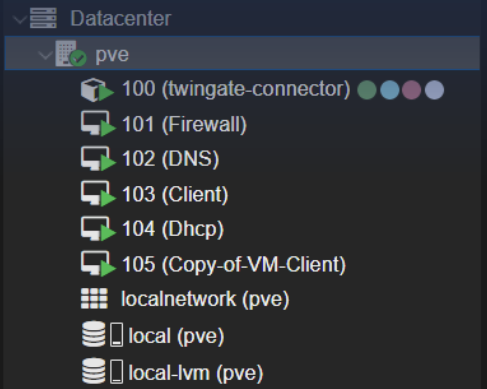 Datacenter
pve
100 (twingate-connector)
101 (Firewall)
102 (DNS)
103 (Client)
104 (Dhcp)
105 (Copy-of-VM-Client)
localnetwork (pve)
local (pve)
local-lvm (pve)